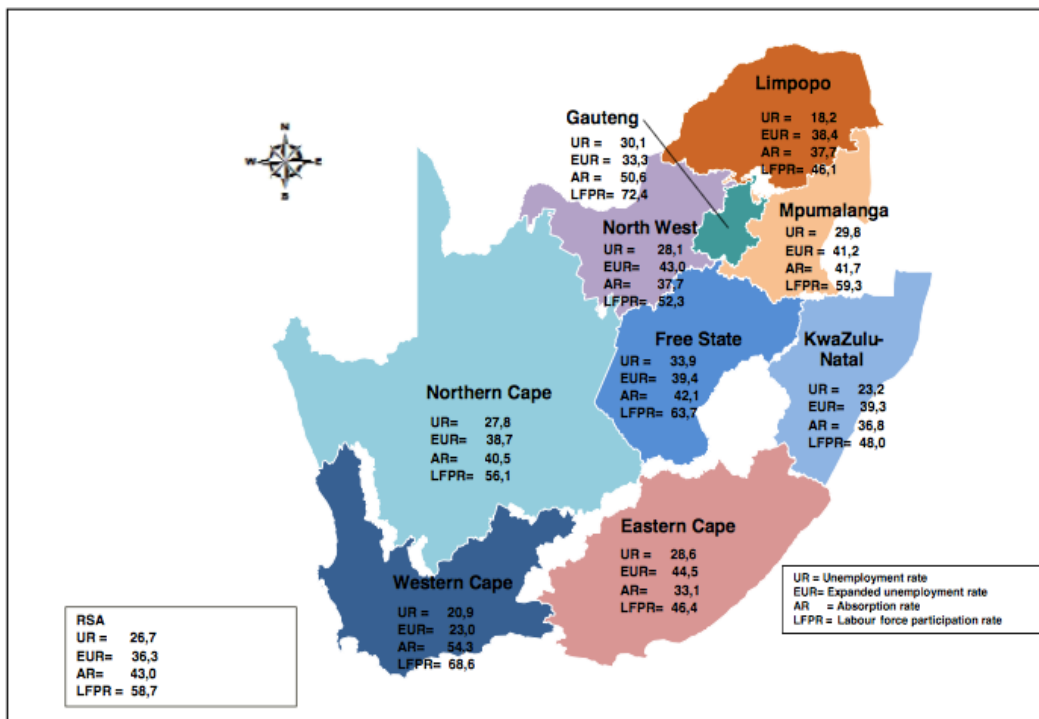 Limpopo
UR = 18,2
EUR = 38,4
AR = 37,7
LFPR= 46,1
Gauteng
UR = 30,1
EUR = 33,3
AR = 50,6
LFPR= 72,4
N
W E
S
Mpumalanga
UR = 29,8
EUR = 41,2
AR= 41,7
LFPR= 59,3
North West
UR = 28,1
EUR= 43,0
AR = 37,7
LFPR= 52,3
Free State
UR = 33,9
EUR= 39,4
AR= 42,1
LFPR= 63,7
KwaZulu-
Natal
UR = 23,2
EUR= 39,3
AR = 36,8
LFPR= 48,0
Northern Cape
UR= 27,8
EUR= 38,7
AR= 40,5
LFPR= 56,1
Eastern Cape
UR = 28,6
EUR= 44,5
AR = 33,1
LFPR= 46,4
Western Cape
UR = 20,9
EUR= 23,0
AR= 54,3
LFPR= 68,6
UR = Unemployment rate
EUR= Expanded unemployment rate
AR = Absorption rate
LFPR = Labour force participation rate
RSA
UR = 26,7
EUR= 36,3
AR= 43,0
LFPR = 58,7